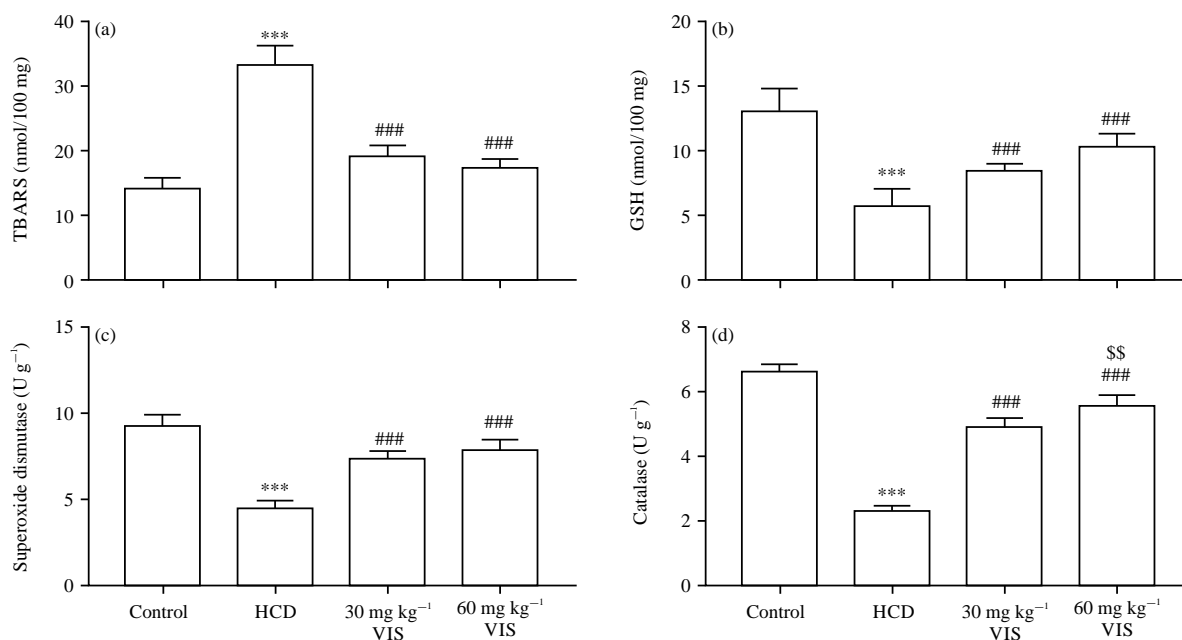 (a)
TBARS (nmol/100 mg)
40
30
20
10
0
***
###
###
(b)
GSH (nmol/100 mg)
20
15
10
5
0
***
###
###
(c)
Superoxide dismutase (U g⁻¹)
15
10
5
0
***
###
###
Control
HCD
30 mg kg⁻¹
VIS
60 mg kg⁻¹
VIS
(d)
Catalase (U g⁻¹)
8
6
4
2
0
***
###
$$
###
Control
HCD
30 mg kg⁻¹
VIS
60 mg kg⁻¹
VIS